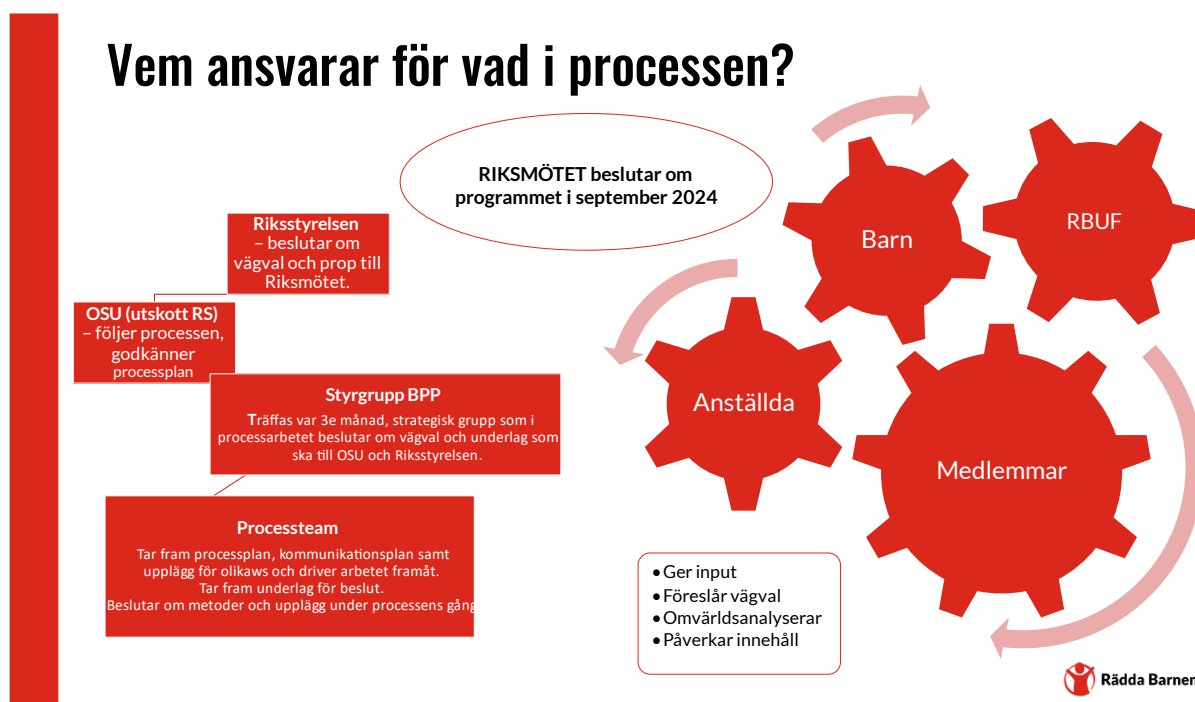 Vem ansvarar för vad i processen?
RIKSMÖTET beslutar om
programmet i september 2024
Riksstyrelsen
– beslutar om
vägval och prop till
Riksmötet.
OSU (utskott RS)
– följer processen,
godkänner
processplan
Styrgrupp BPP
Träffas var 3e månad, strategisk grupp som i
processarbetet beslutar om vägval och underlag som
ska till OSU och Riksstyrelsen.
Processteam
Tar fram processplan, kommunikationsplan samt
upplägg för olikaws och driver arbetet framåt.
Tar fram underlag för beslut.
Beslutar om metoder och upplägg under processens gång
Barn
RBUF
Anställda
Medlemmar
• Ger input
• Föreslår vägval
• Omvärldsanalyserar
• Påverkar innehåll
Rädda Barnen